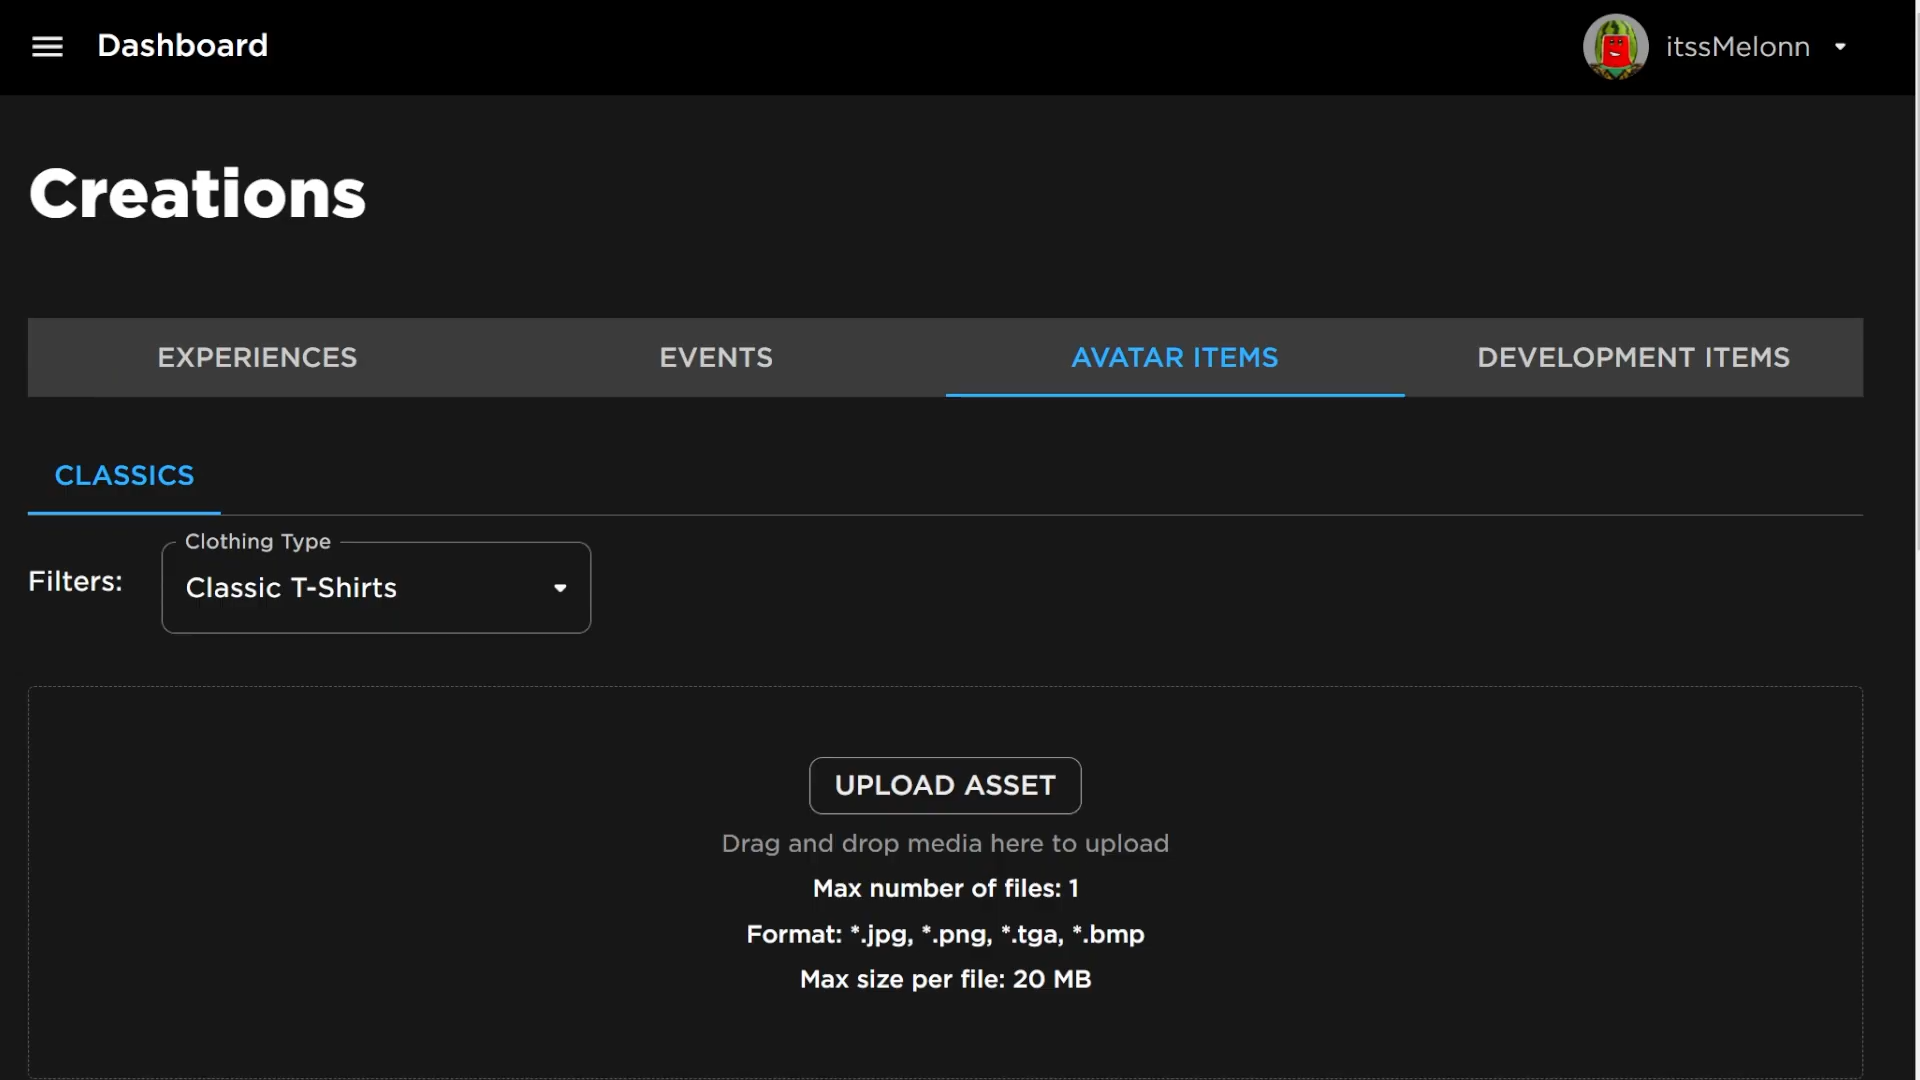 Dashboard
itssMelonn
Creations
EXPERIENCES
EVENTS
AVATAR ITEMS
DEVELOPMENT ITEMS
CLASSICS
Clothing Type
Filters:
Classic T-Shirts
UPLOAD ASSET
Drag and drop media here to upload
Max number of files: 1
Format: *.jpg, *.png, *.tga, *.bmp
Max size per file: 20 MB